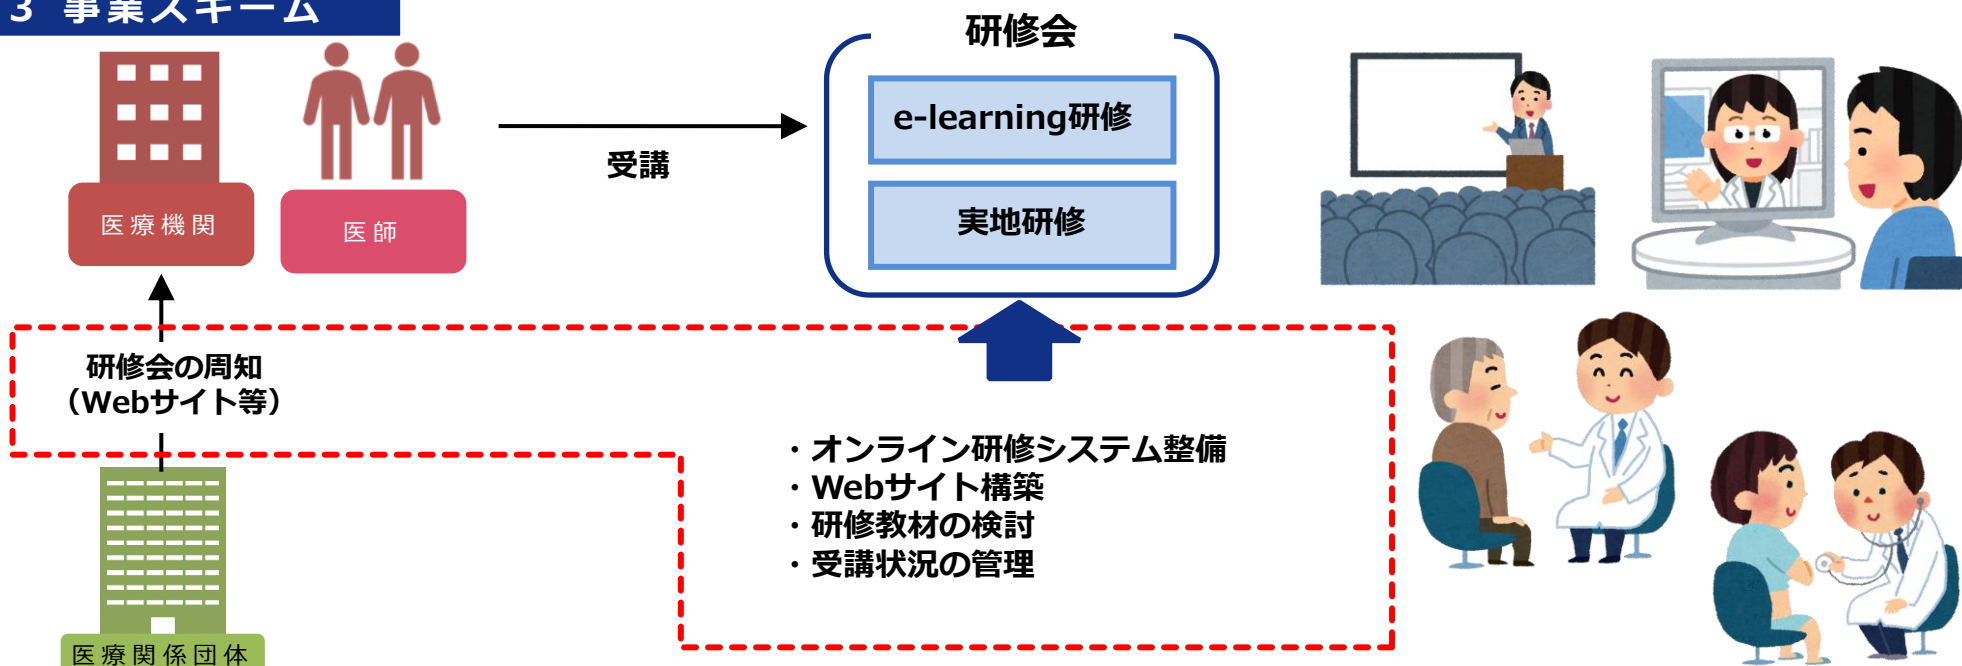 3 事業スキーム
研修会
e-learning研修
実地研修
受講
医療機関
医師
研修会の周知
（Webサイト等）
・オンライン研修システム整備
・Webサイト構築
・研修教材の検討
・受講状況の管理
医療関係団体